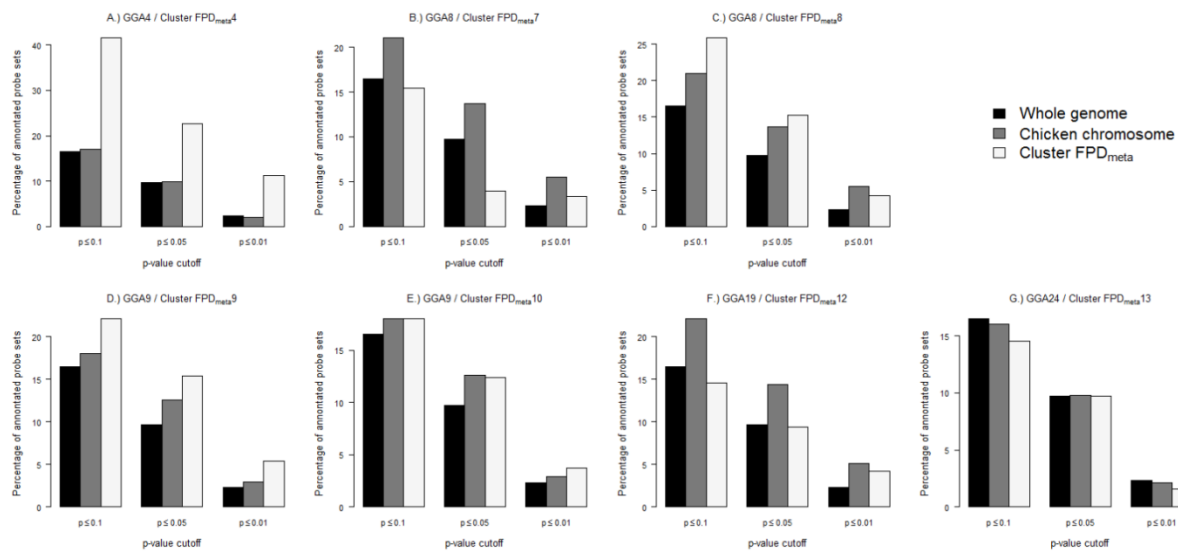 A.) GGA4 / Cluster FPDmeta4
Percentage of annontated probe sets
40
30
20
10
0
p≤0.1 p≤0.05 p≤0.01
p-value cutoff
B.) GGA8 / Cluster FPDmeta7
Percentage of annontated probe sets
20
15
10
5
0
p≤0.1 p≤0.05 p≤0.01
p-value cutoff
C.) GGA8 / Cluster FPDmeta8
Percentage of annontated probe sets
25
20
15
10
5
0
p≤0.1 p≤0.05 p≤0.01
p-value cutoff
Whole genome
Chicken chromosome
Cluster FPDmeta
D.) GGA9 / Cluster FPDmeta9
Percentage of annontated probe sets
20
15
10
5
0
p≤0.1 p≤0.05 p≤0.01
p-value cutoff
E.) GGA9 / Cluster FPDmeta10
Percentage of annontated probe sets
15
10
5
0
p≤0.1 p≤0.05 p≤0.01
p-value cutoff
F.) GGA19 / Cluster FPDmeta12
Percentage of annontated probe sets
20
15
10
5
0
p≤0.1 p≤0.05 p≤0.01
p-value cutoff
G.) GGA24 / Cluster FPDmeta13
Percentage of annontated probe sets
15
10
5
0
p≤0.1 p≤0.05 p≤0.01
p-value cutoff